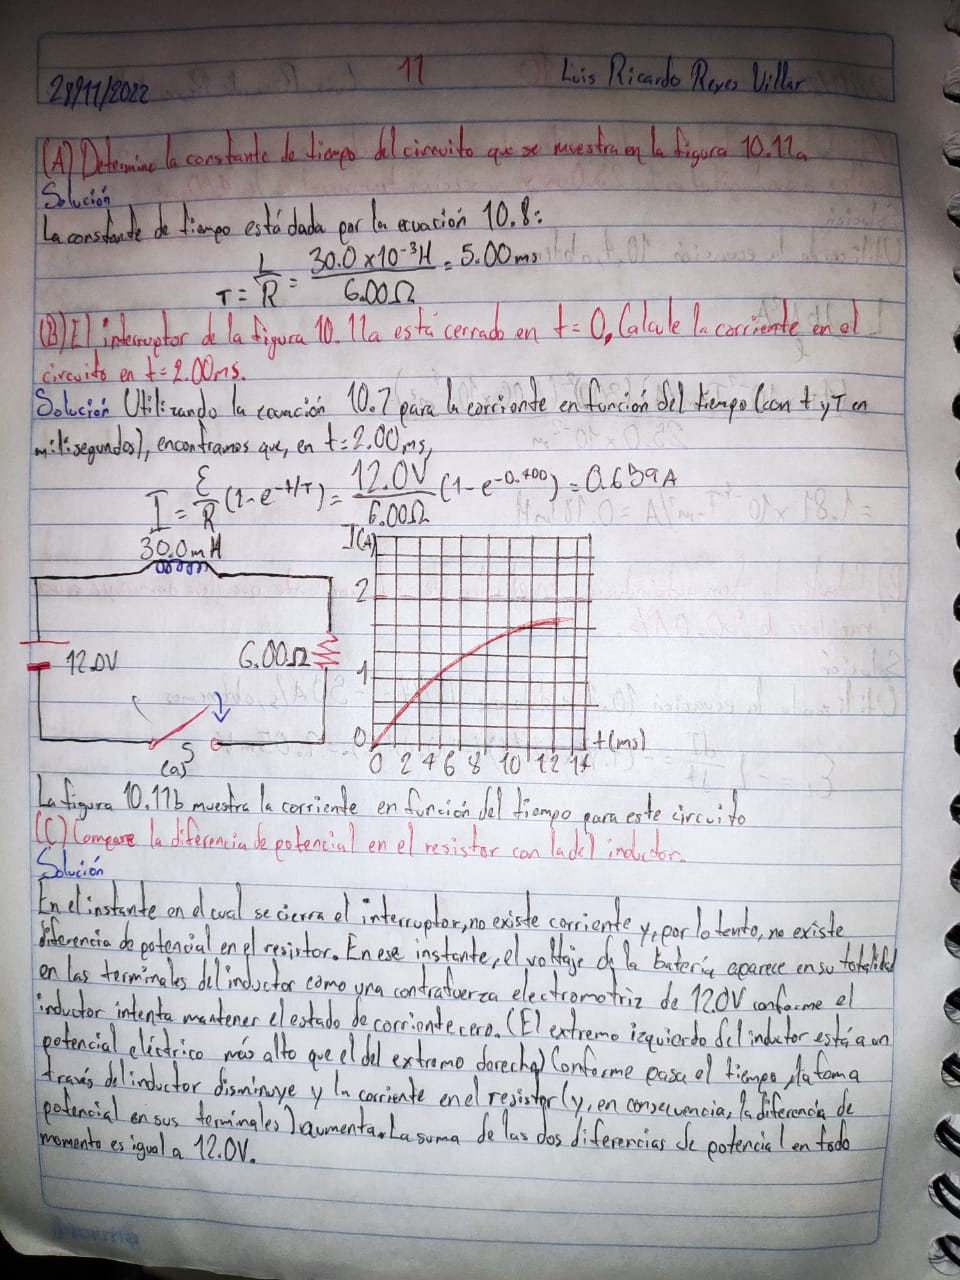 28/11/2022 11 Luis Ricardo Reyes Villar
(A) Determine la constante de tiempo del circuito que se muestra en la figura 10.11a
Solución
La constante de tiempo está dada por la ecuación 10.8:
T = L/R = 30.0 x10⁻³H/6.00Ω = 5.00ms
(B) El interruptor de la figura 10.11a está cerrado en t=0, Calcule la corriente en el
circuito en t=2.00ms.
Solución Utilizando la ecuación 10.7 para la corriente en función del tiempo (con t y T en
milisegundos), encontramos que, en t=2.00ms,
I = ε/R (1-e^-t/T) = 12.0V/6.00Ω (1-e^-0.400) = 0.659A
30.0mH
12.0V
6.00Ω
S
(a)
I(A)
2
1
0
0 2 4 6 8 10 12 14
t(ms)
La figura 10.11b muestra la corriente en función del tiempo para este circuito
(C) Compare la diferencia de potencial en el resistor con la del inductor.
Solución
En el instante en el cual se cierra el interruptor, no existe corriente y, por lo tanto, no existe
diferencia de potencial en el resistor. En ese instante, el voltaje de la batería aparece en su totalidad
en las terminales del inductor como una contrafuerza electromotriz de 12.0V conforme el
inductor intenta mantener el estado de corriente cero. (El extremo izquierdo del inductor está a un
potencial eléctrico más alto que el del extremo derecho) Conforme pasa el tiempo, la fem a
través del inductor disminuye y la corriente en el resistor (y, en consecuencia, la diferencia de
potencial en sus terminales) aumenta. La suma de las dos diferencias de potencial en todo
momento es igual a 12.0V.
norma